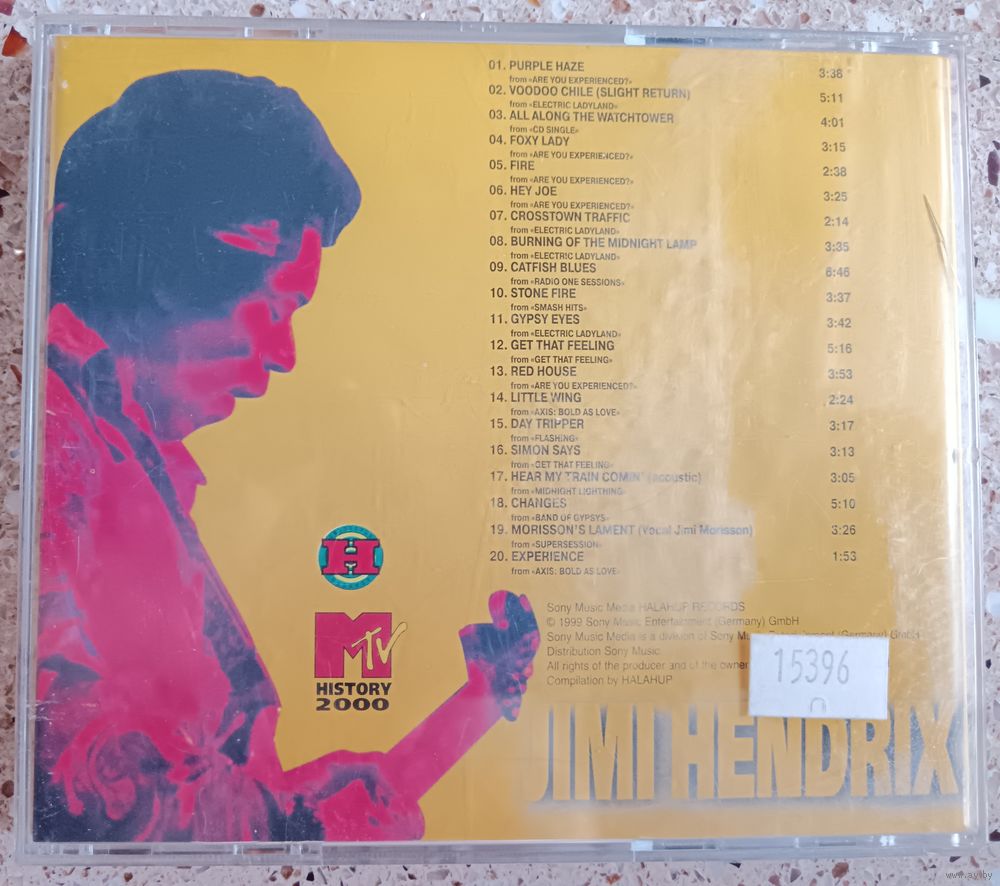 01. PURPLE HAZE 3:38
from «ARE YOU EXPERIENCED?»
02. VOODOO CHILE (SLIGHT RETURN) 5:11
from «ELECTRIC LADYLAND»
03. ALL ALONG THE WATCHTOWER 4:01
from «CD SINGLE»
04. FOXY LADY 3:15
from «ARE YOU EXPERIENCED?»
05. FIRE 2:38
from «ARE YOU EXPERIENCED?»
06. HEY JOE 3:25
from «ARE YOU EXPERIENCED?»
07. CROSSTOWN TRAFFIC 2:14
from «ELECTRIC LADYLAND»
08. BURNING OF THE MIDNIGHT LAMP 3:35
from «ELECTRIC LADYLAND»
09. CATFISH BLUES 6:46
from «RADIO ONE SESSIONS»
10. STONE FIRE 3:37
from «SMASH HITS»
11. GYPSY EYES 3:42
from «ELECTRIC LADYLAND»
12. GET THAT FEELING 5:16
from «GET THAT FEELING»
13. RED HOUSE 3:53
from «ARE YOU EXPERIENCED?»
14. LITTLE WING 2:24
from «AXIS: BOLD AS LOVE»
15. DAY TRIPPER 3:17
from «FLASHING»
16. SIMON SAYS 3:13
from «GET THAT FEELING»
17. HEAR MY TRAIN COMIN' (acoustic) 3:05
from «MIDNIGHT LIGHTNING»
18. CHANGES 5:10
from «BAND OF GYPSYS»
19. MORISSON'S LAMENT (Vocal Jimi Morisson) 3:26
from «SUPERSESSION»
20. EXPERIENCE 1:53
from «AXIS: BOLD AS LOVE»
H
MTV
HISTORY
2000
Sony Music Media HALAHUP RECORDS
© 1999 Sony Music Entertainment (Germany) GmbH
Sony Music Media is a division of Sony (Germany) GmbH
Distribution Sony Music
All rights of the producer and of the owner
Compilation by HALAHUP
15396
JIMI HENDRIX
www.ay.by